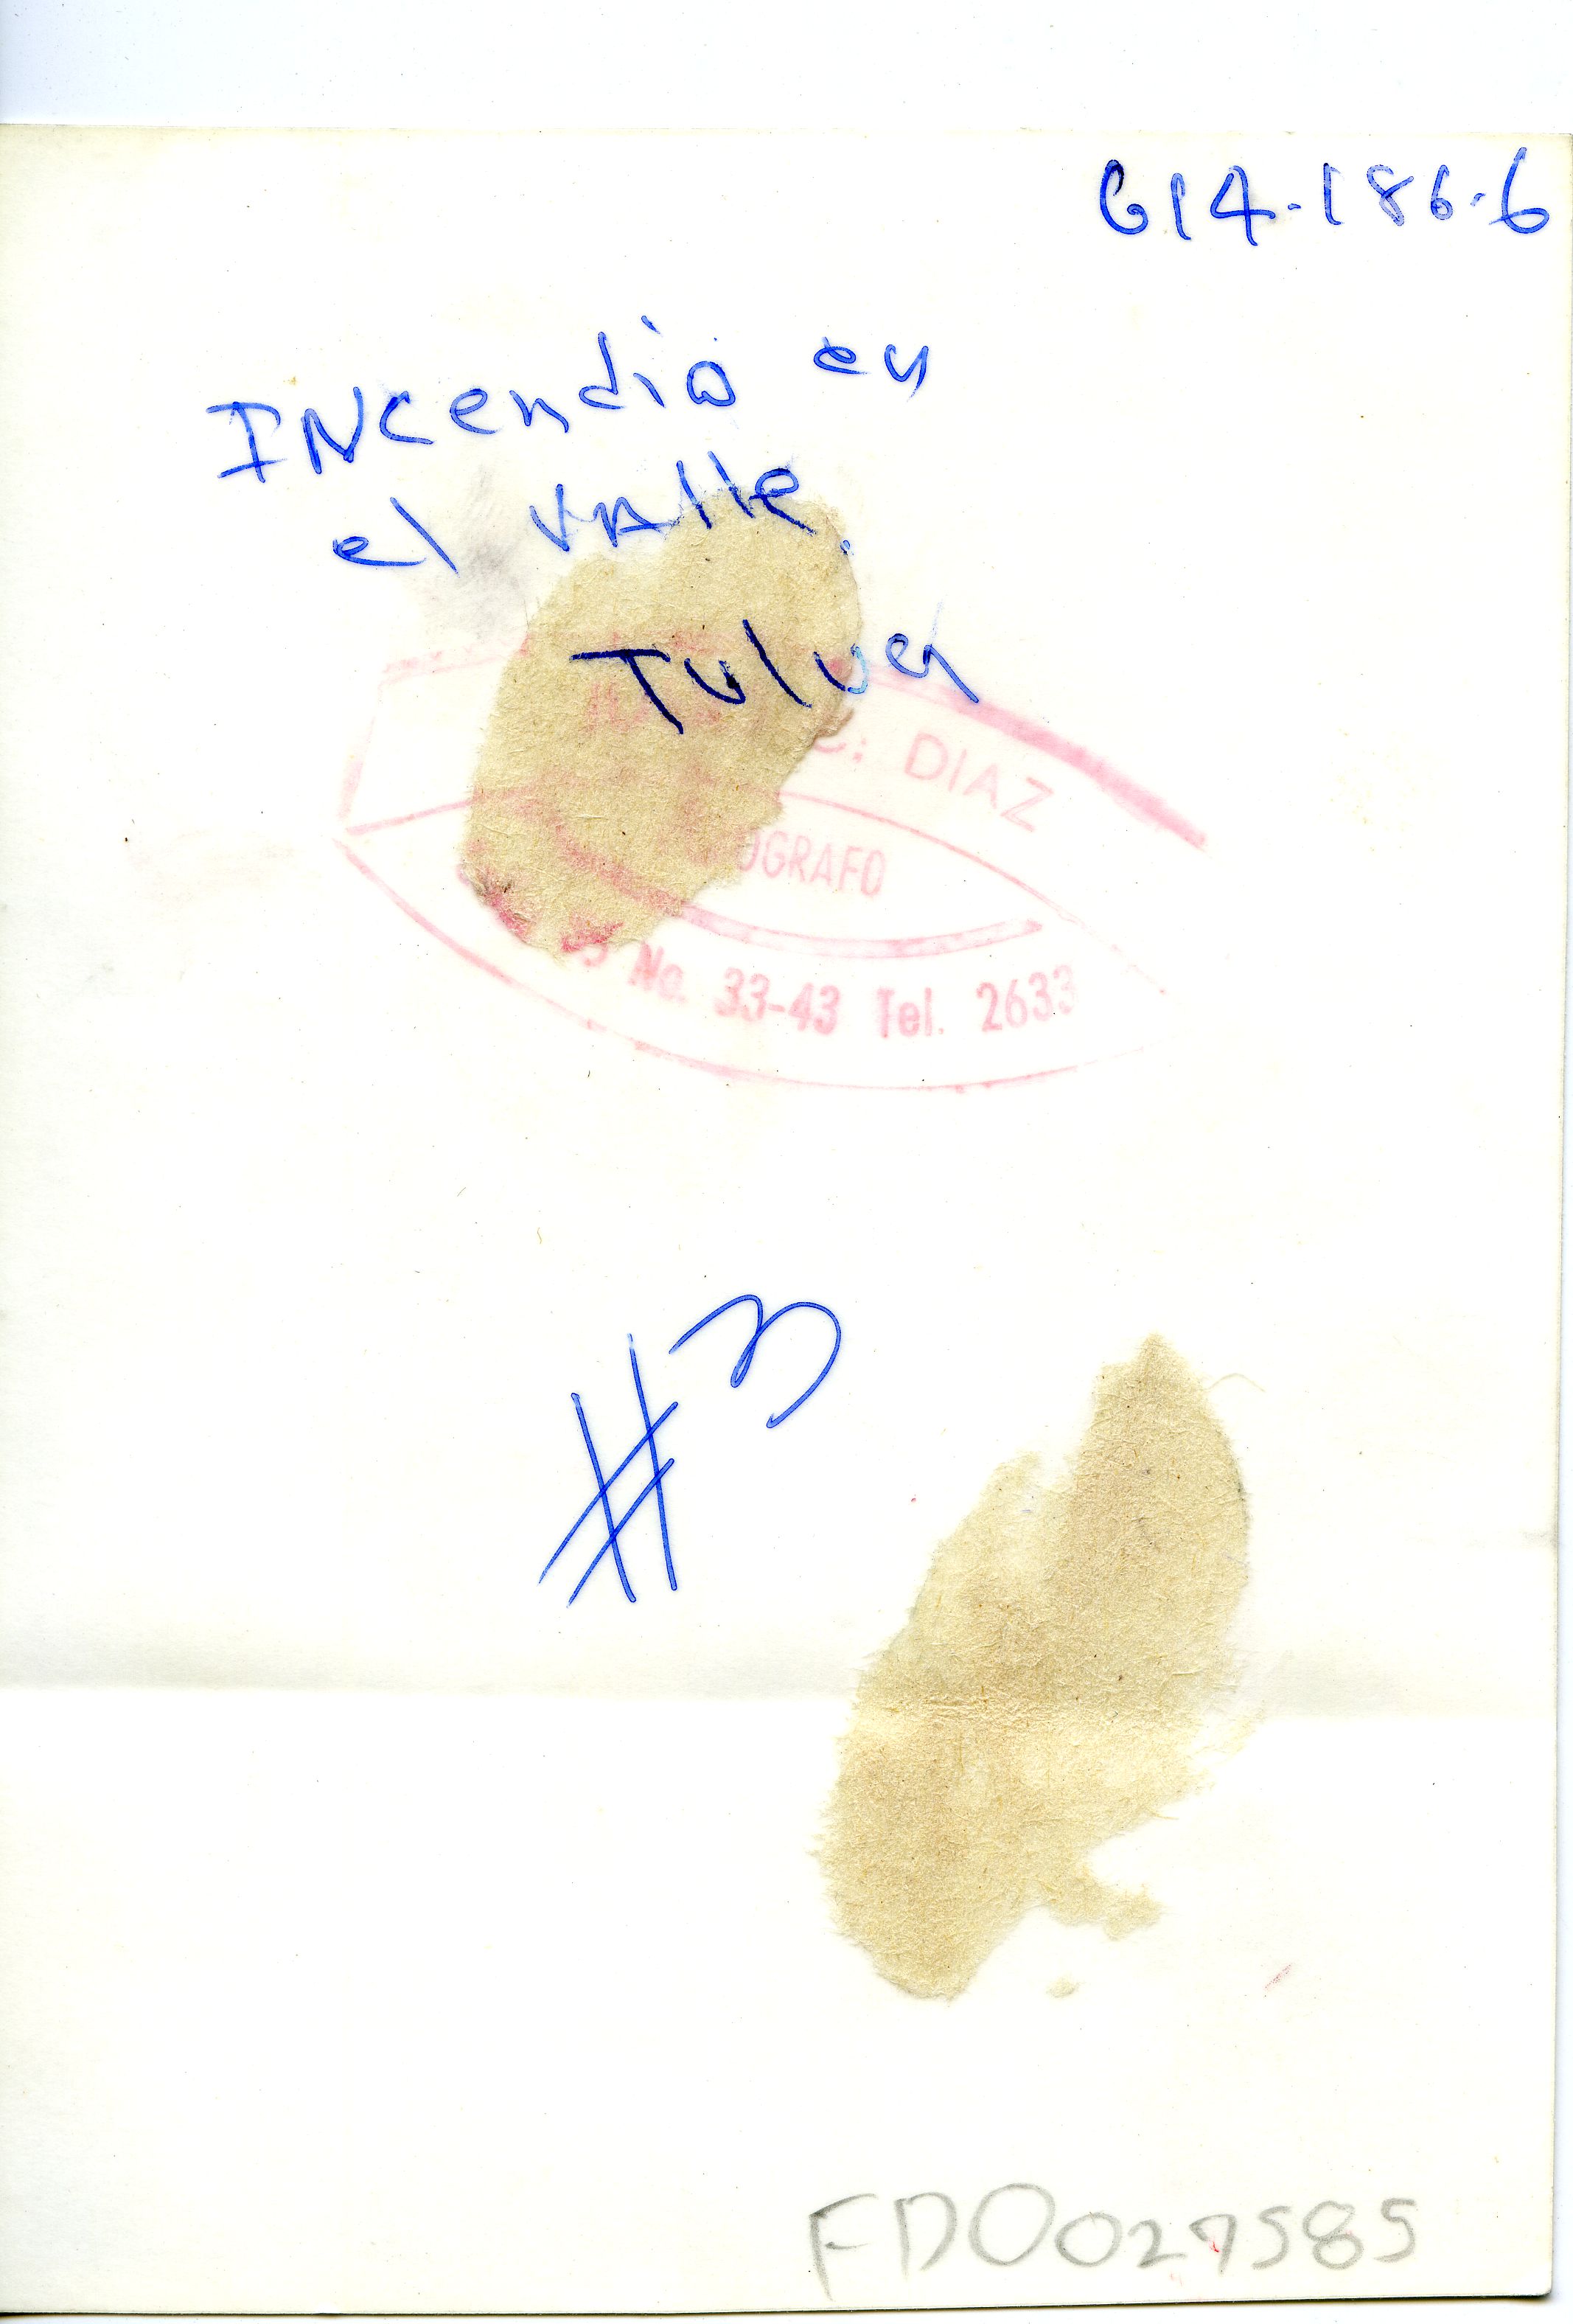 614-186-6
INcendio en
el valle.
Tulua
C. DIAZ
OGRAFO
No. 33-43 Tel. 2633
#3
FD0027585